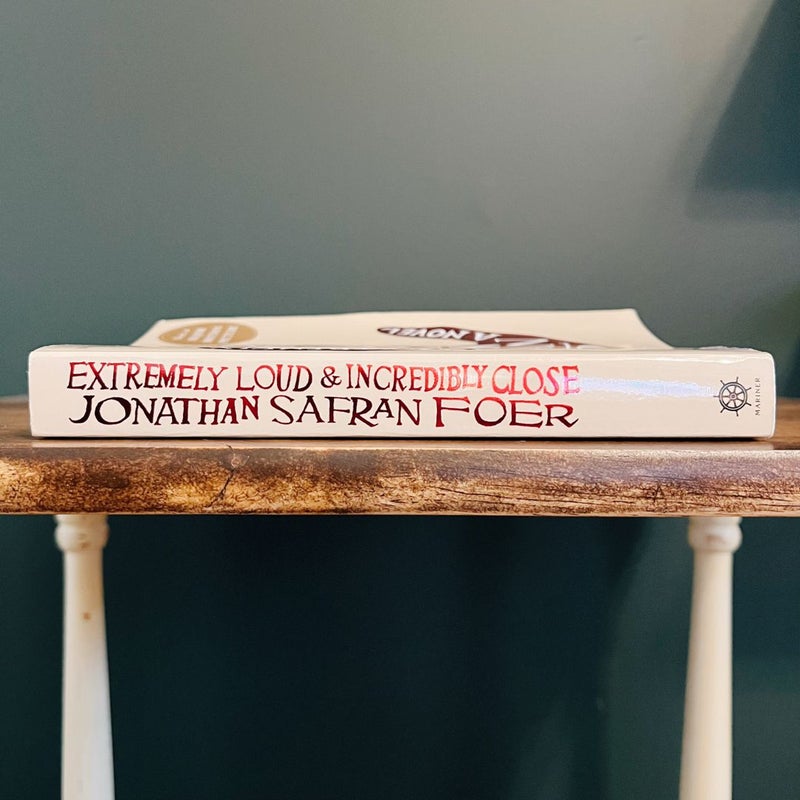 EXTREMELY LOUD & INCREDIBLY CLOSE
JONATHAN SAFRAN FOER
MARINER
A NOVEL